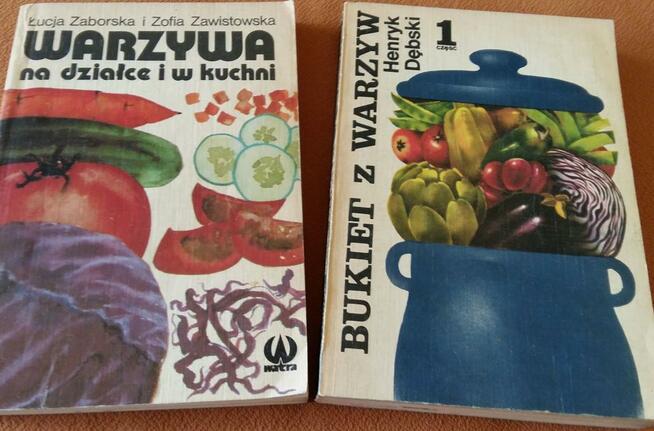 Łucja Zaborska i Zofia Zawistowska
WARZYWA
na działce i w kuchni
watra
BUKIET z WARZYW
Henryk
Dębski
1
część